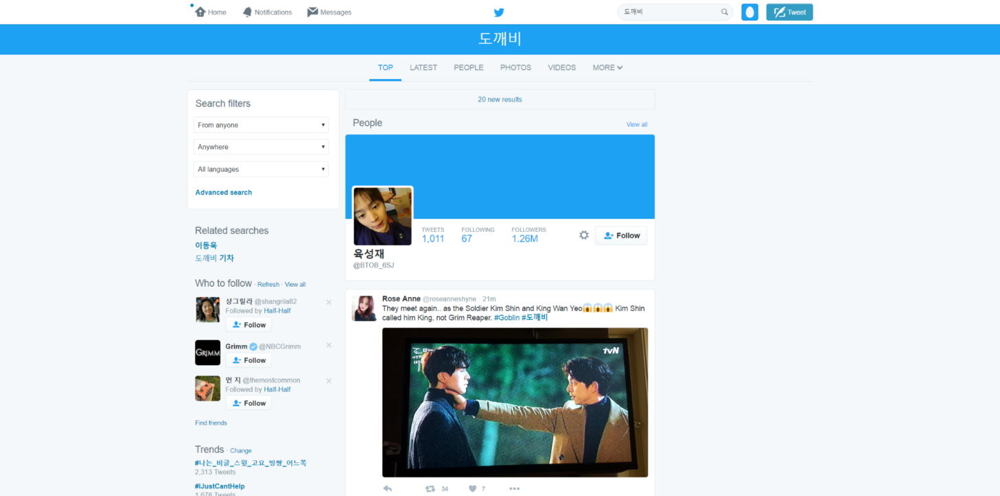 Home
Notifications
Messages
도깨비
Tweet
도깨비
TOP
LATEST
PEOPLE
PHOTOS
VIDEOS
MORE
Search filters
From anyone
Anywhere
All languages
Advanced search
Related searches
이동욱
도깨비 기차
Who to follow · Refresh · View all
샹그릴라 @shangrila82
Followed by Half-Half
Follow
Grimm @NBCGrimm
Follow
GRIMM
먼 지 @themostcommon
Followed by Half-Half
Follow
Find friends
Trends · Change
#나는_비글_스윗_고요_빙썅_어느쪽
2,313 Tweets
#IJustCantHelp
1,678 Tweets
20 new results
People
View all
TWEETS
1,011
FOLLOWING
67
FOLLOWERS
1.26M
Follow
육성재
@BTOB_6SJ
Rose Anne @roseanneshyne · 21m
They meet again.. as the Soldier Kim Shin and King Wan Yeo😱😱😱 Kim Shin
called him King, not Grim Reaper. #Goblin #도깨비
tvN
34
7